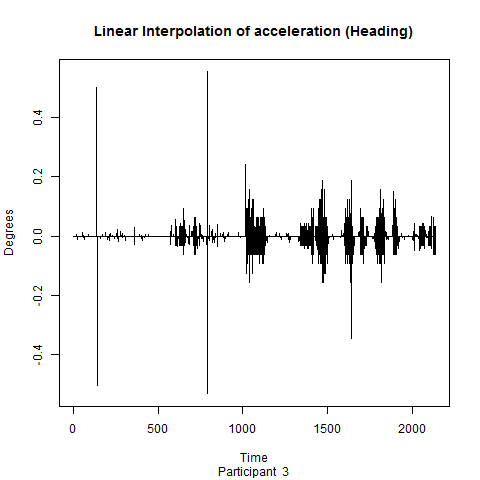 Linear Interpolation of acceleration (Heading)
Degrees
0.4
0.2
0.0
-0.2
-0.4
0 500 1000 1500 2000
Time
Participant 3